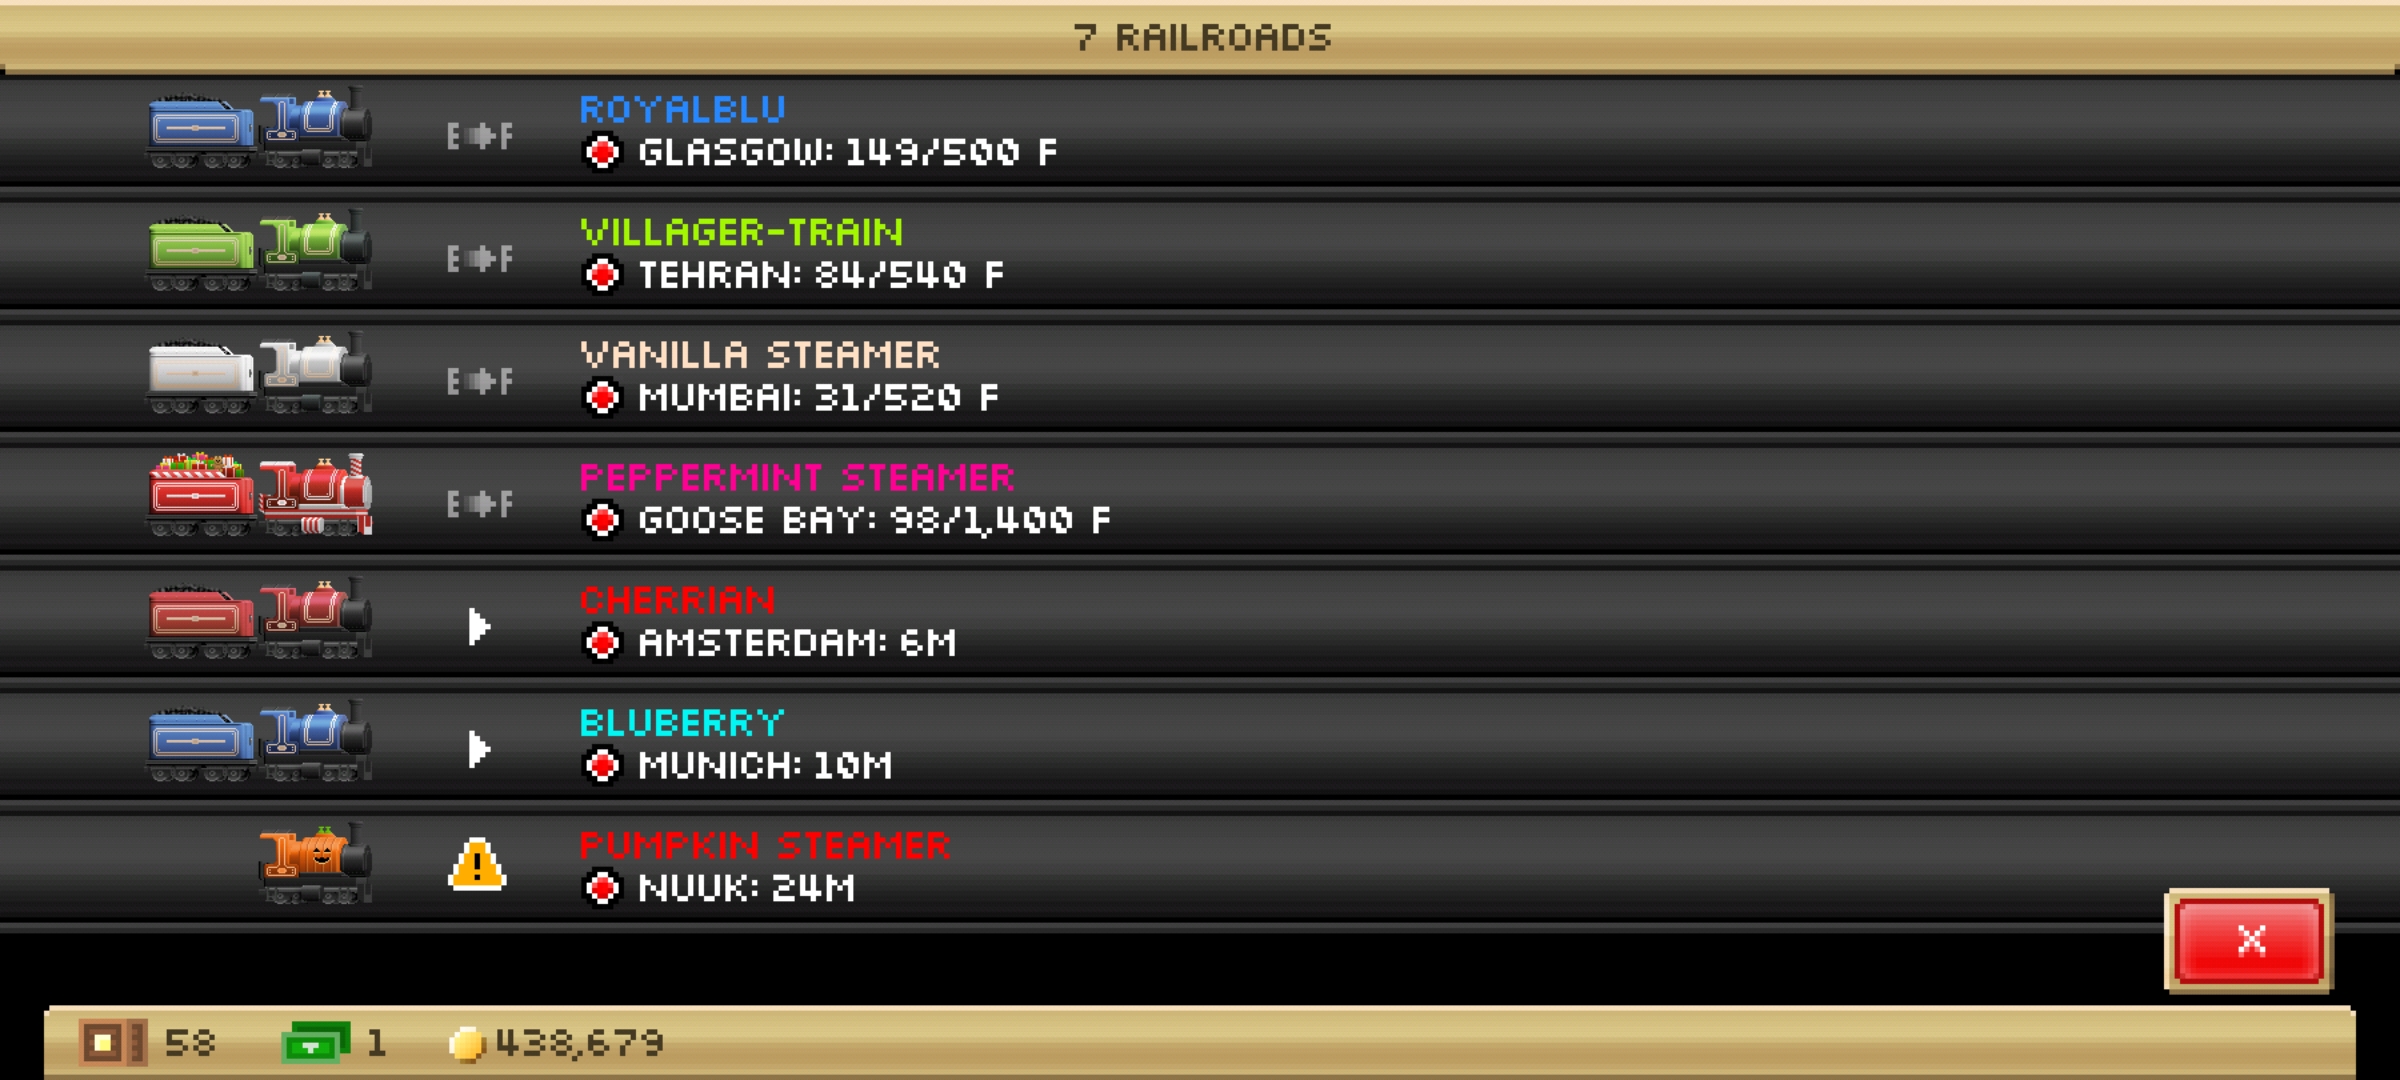 7 RAILROADS
ROYALBLU
E F
GLASGOW: 149/500 F
VILLAGER-TRAIN
E F
TEHRAN: 84/540 F
VANILLA STEAMER
E F
MUMBAI: 31/520 F
PEPPERMINT STEAMER
E F
GOOSE BAY: 98/1,400 F
CHERRIAN
AMSTERDAM: 6M
BLUBERRY
MUNICH: 10M
PUMPKIN STEAMER
!
NUUK: 24M
X
58 1 438,679